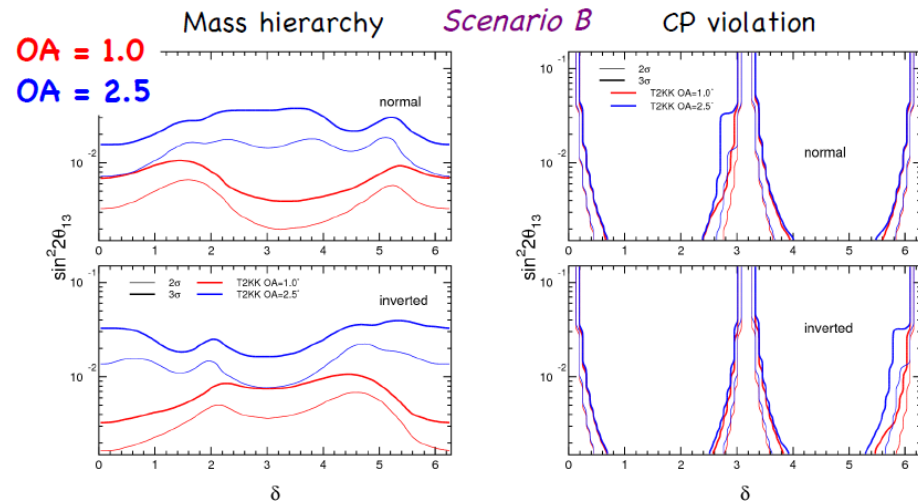 Mass hierarchy
Scenario B
CP violation
OA = 1.0
OA = 2.5
normal
10⁻²
sin²2θ₁₃
0 1 2 3 4 5 6
10⁻¹
2σ
3σ
T2KK OA=1.0°
T2KK OA=2.5°
inverted
10⁻²
0 1 2 3 4 5 6
δ
10⁻¹
2σ
3σ
T2KK OA=1.0°
T2KK OA=2.5°
normal
10⁻²
sin²2θ₁₃
0 1 2 3 4 5 6
10⁻¹
inverted
10⁻²
0 1 2 3 4 5 6
δ